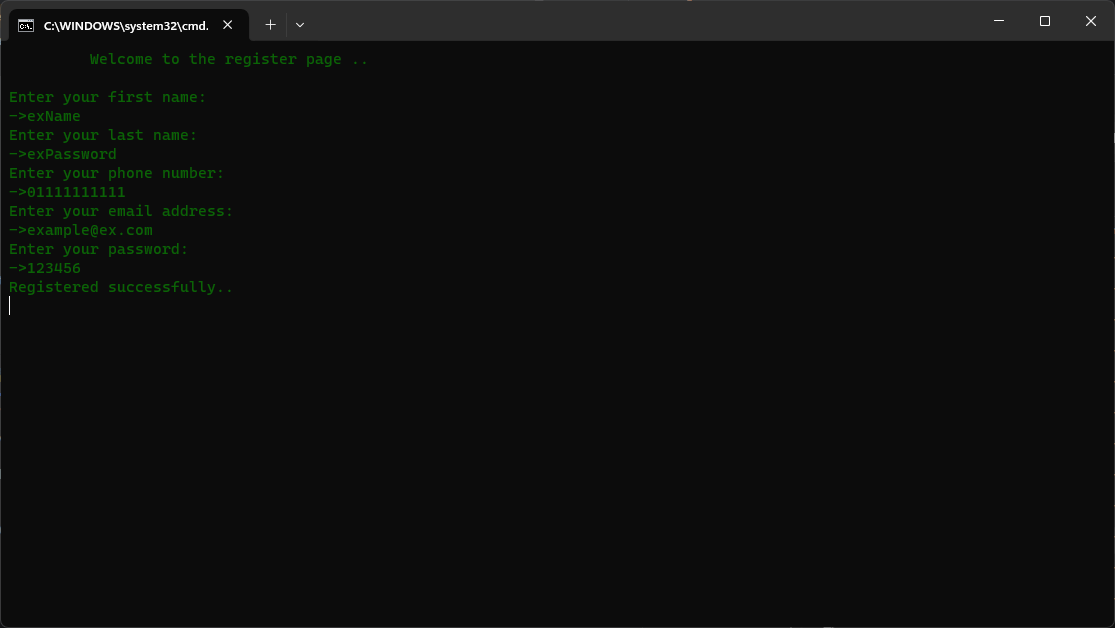 C:\WINDOWS\system32\cmd.
Welcome to the register page ..
Enter your first name:
->exName
Enter your last name:
->exPassword
Enter your phone number:
->01111111111
Enter your email address:
->example@ex.com
Enter your password:
->123456
Registered successfully..